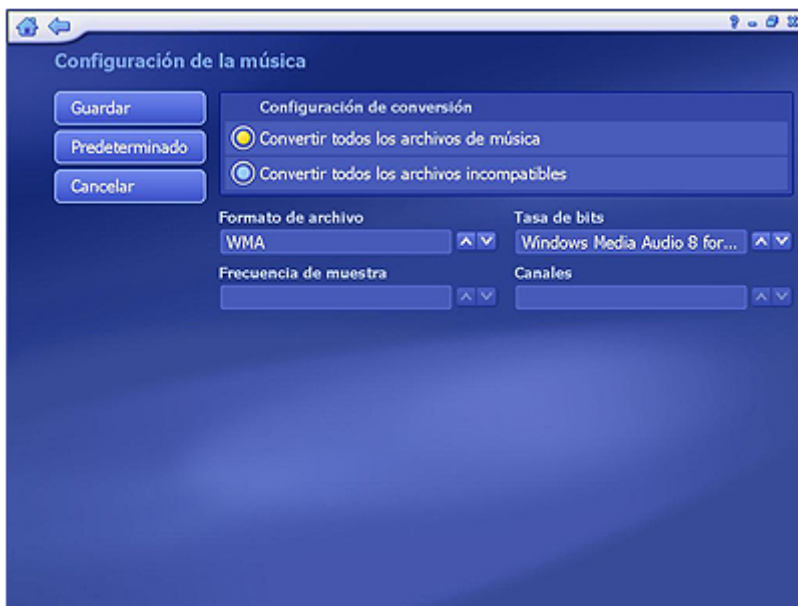 Configuración de la música
Guardar
Predeterminado
Cancelar
Configuración de conversión
Convertir todos los archivos de música
Convertir todos los archivos incompatibles
Formato de archivo
WMA
Tasa de bits
Windows Media Audio 8 for...
Frecuencia de muestra
Canales